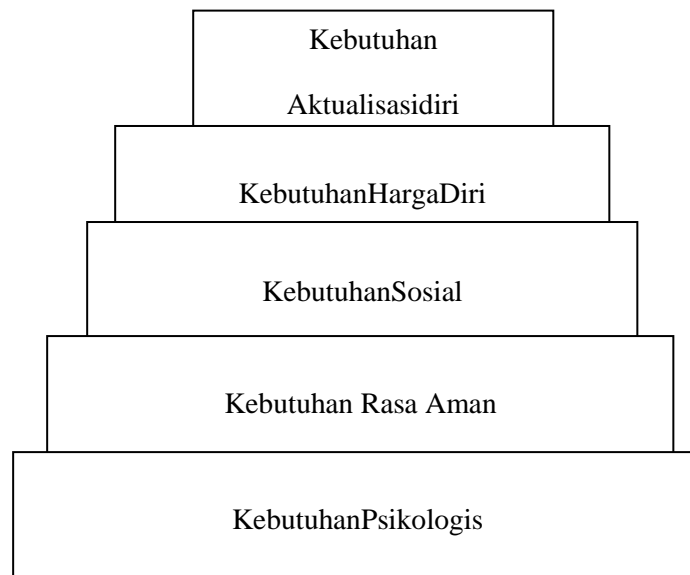 Kebutuhan
Aktualisasidiri
KebutuhanHargaDiri
KebutuhanSosial
Kebutuhan Rasa Aman
KebutuhanPsikologis